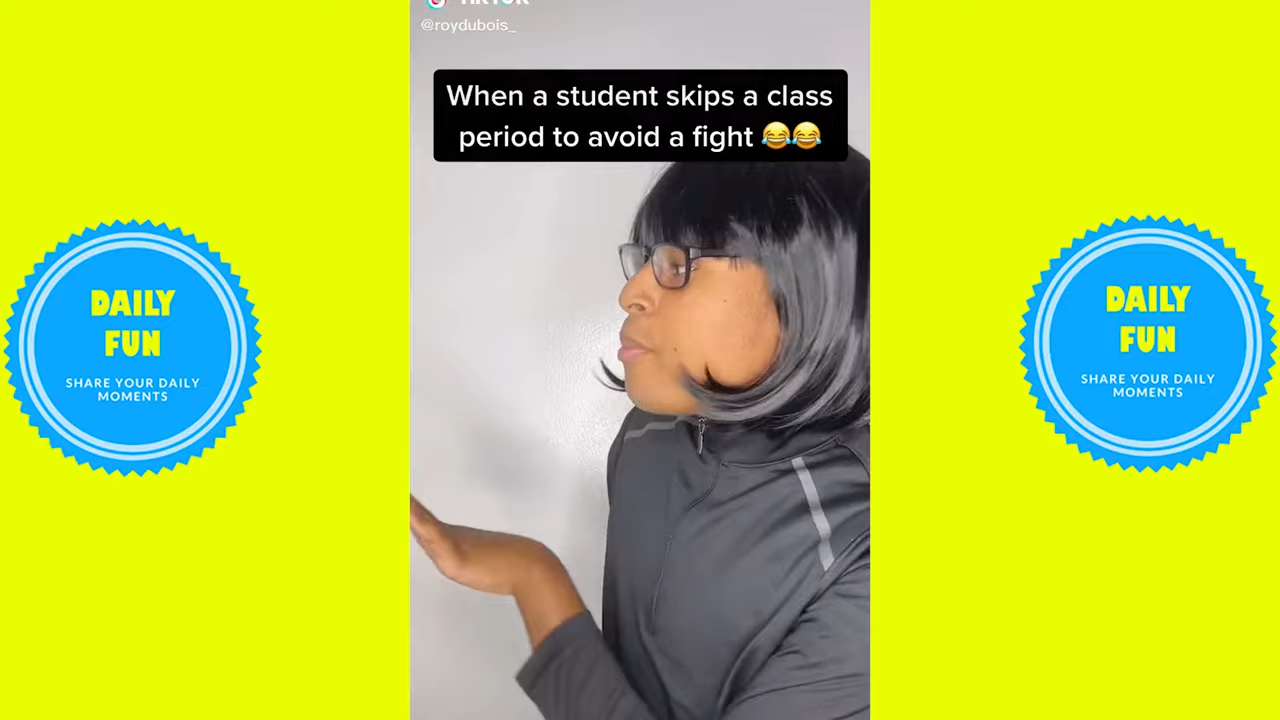 TIKTOK
@roydubois_
When a student skips a class
period to avoid a fight 😂😂
DAILY
FUN
SHARE YOUR DAILY
MOMENTS
DAILY
FUN
SHARE YOUR DAILY
MOMENTS